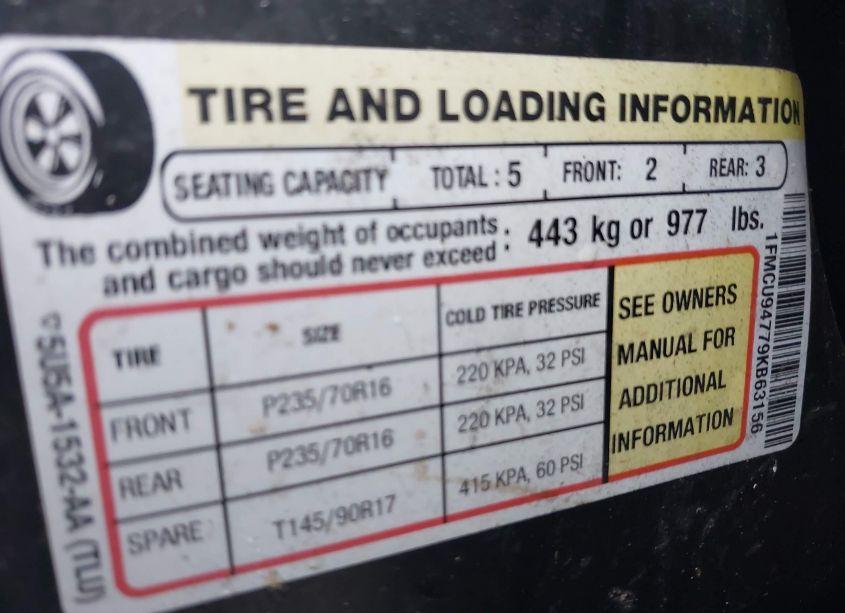 TIRE AND LOADING INFORMATION
SEATING CAPACITY TOTAL: 5 FRONT: 2 REAR: 3
The combined weight of occupants
and cargo should never exceed : 443 kg or 977 lbs.
TIRE SIZE COLD TIRE PRESSURE
FRONT P235/70R16 220 KPA, 32 PSI
REAR P235/70R16 220 KPA, 32 PSI
SPARE T145/90R17 415 KPA, 60 PSI
SEE OWNERS
MANUAL FOR
ADDITIONAL
INFORMATION
5U5A-1532-AA (TLU)
1FMCU94779KB63156